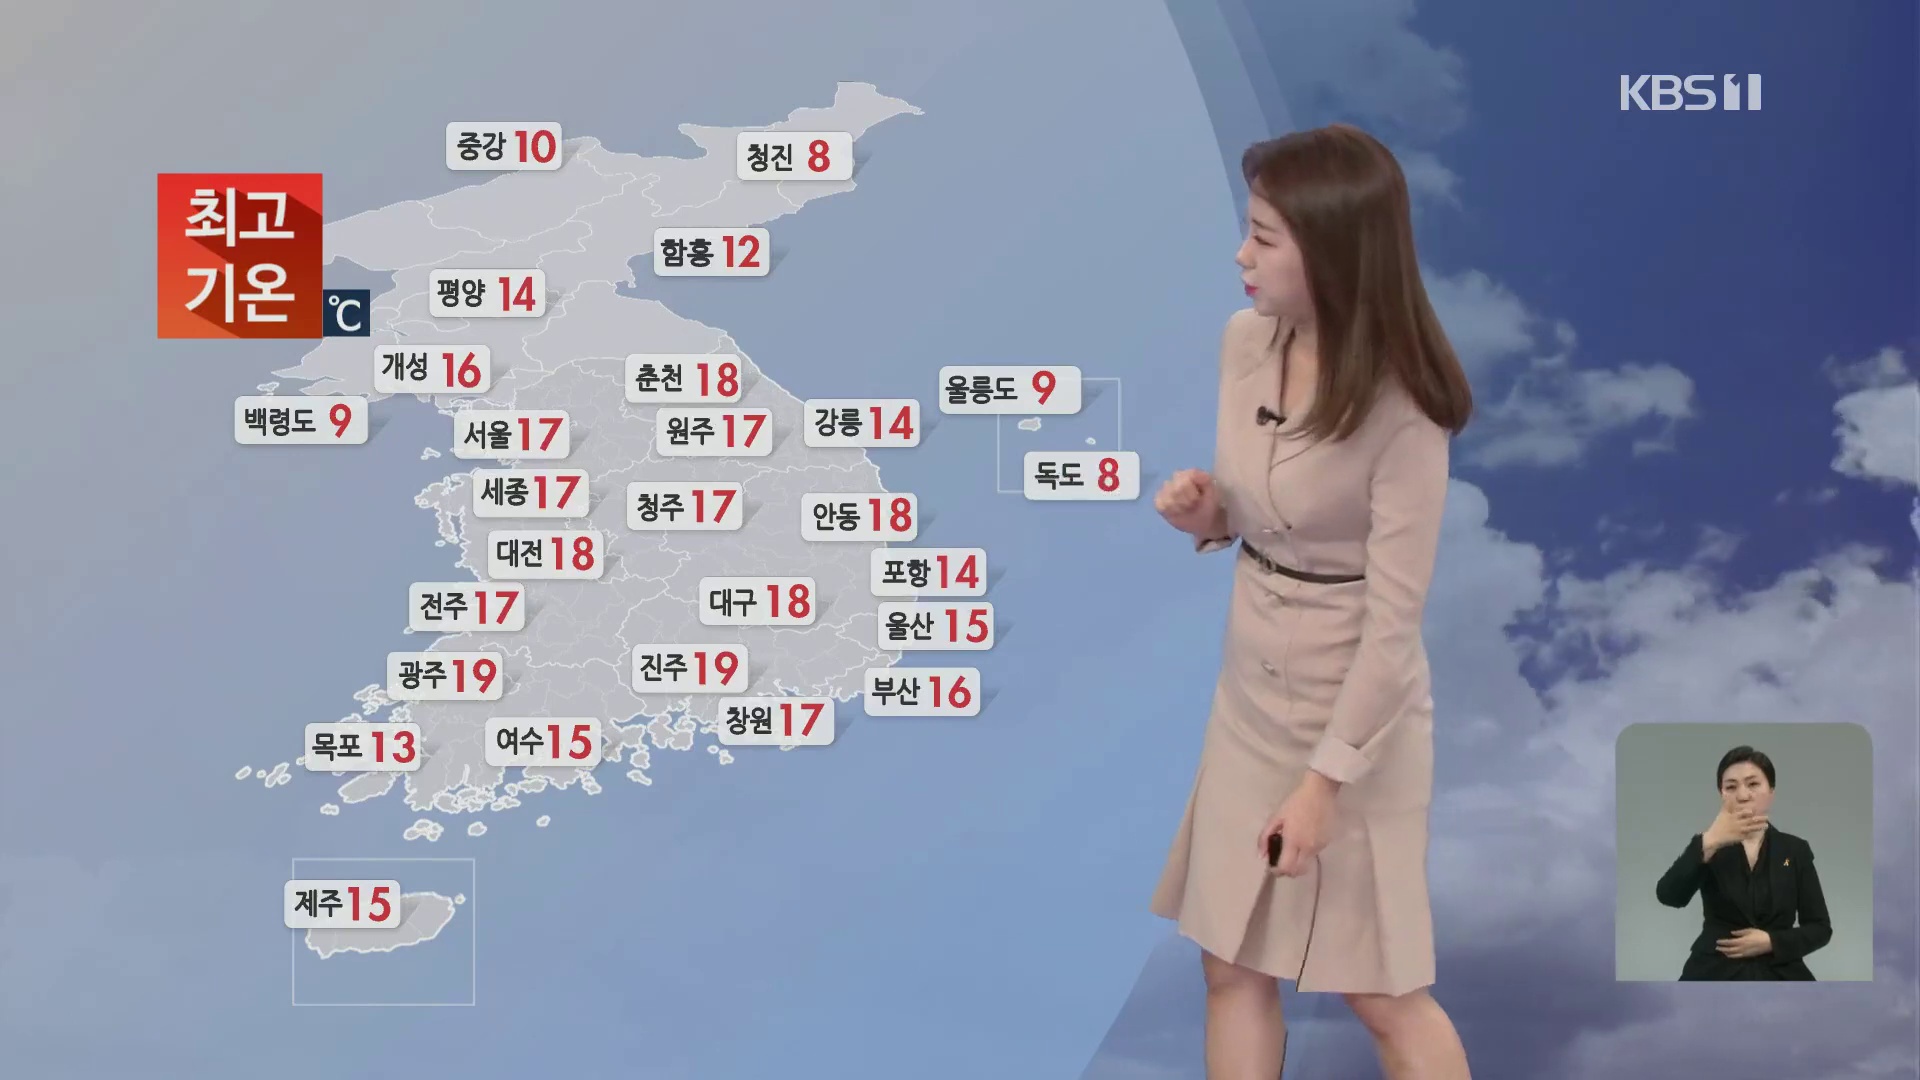 KBS 1
최고
기온
℃
중강 10
청진 8
함흥 12
평양 14
개성 16
춘천 18
백령도 9
서울 17
원주 17
강릉 14
울릉도 9
독도 8
세종 17
청주 17
안동 18
대전 18
포항 14
전주 17
대구 18
울산 15
광주 19
진주 19
부산 16
목포 13
여수 15
창원 17
제주 15